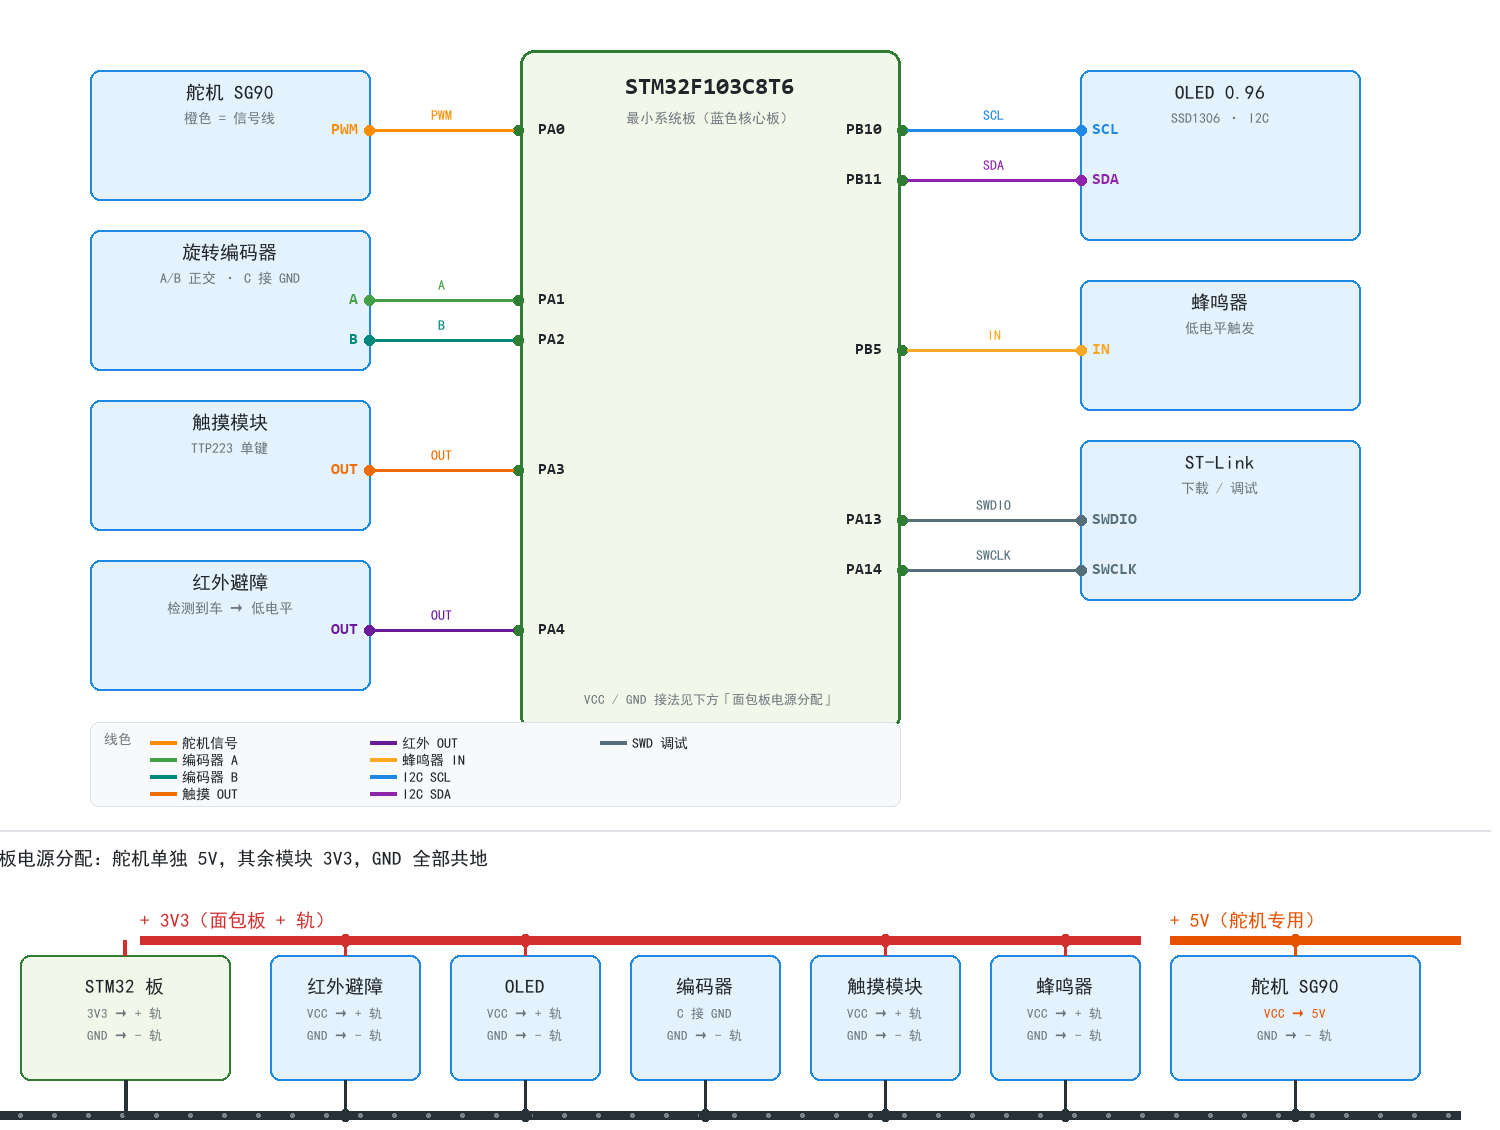 STM32F103C8T6
最小系统板（蓝色核心板）
舵机 SG90
橙色 = 信号线
PWM
PWM
PA0
旋转编码器
A/B 正交 · C 接 GND
A
A
PA1
B
B
PA2
触摸模块
TTP223 单键
OUT
OUT
PA3
红外避障
检测到车 → 低电平
OUT
OUT
PA4
PB10
SCL
SCL
PB11
SDA
SDA
OLED 0.96
SSD1306 · I2C
蜂鸣器
低电平触发
PB5
IN
IN
ST-Link
下载 / 调试
PA13
SWDIO
SWDIO
PA14
SWCLK
SWCLK
VCC / GND 接法见下方「面包板电源分配」
线色
舵机信号
编码器 A
编码器 B
触摸 OUT
红外 OUT
蜂鸣器 IN
I2C SCL
I2C SDA
SWD 调试
板电源分配: 舵机单独 5V, 其余模块 3V3, GND 全部共地
+ 3V3（面包板 + 轨）
+ 5V（舵机专用）
STM32 板
3V3 → + 轨
GND → - 轨
红外避障
VCC → + 轨
GND → - 轨
OLED
VCC → + 轨
GND → - 轨
编码器
C 接 GND
GND → - 轨
触摸模块
VCC → + 轨
GND → - 轨
蜂鸣器
VCC → + 轨
GND → - 轨
舵机 SG90
VCC → 5V
GND → - 轨